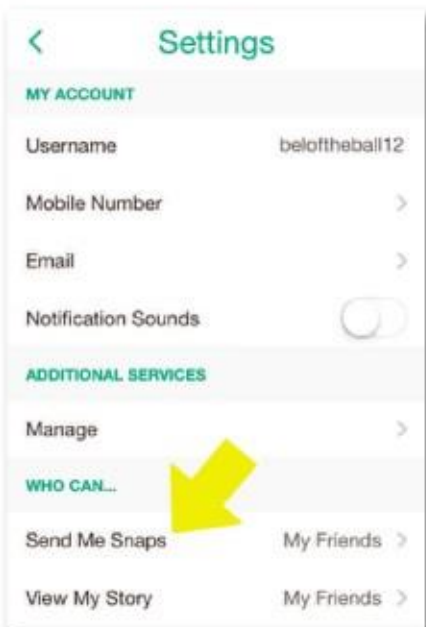 Settings
MY ACCOUNT
Username beloftheball12
Mobile Number
Email
Notification Sounds
ADDITIONAL SERVICES
Manage
WHO CAN...
Send Me Snaps My Friends
View My Story My Friends